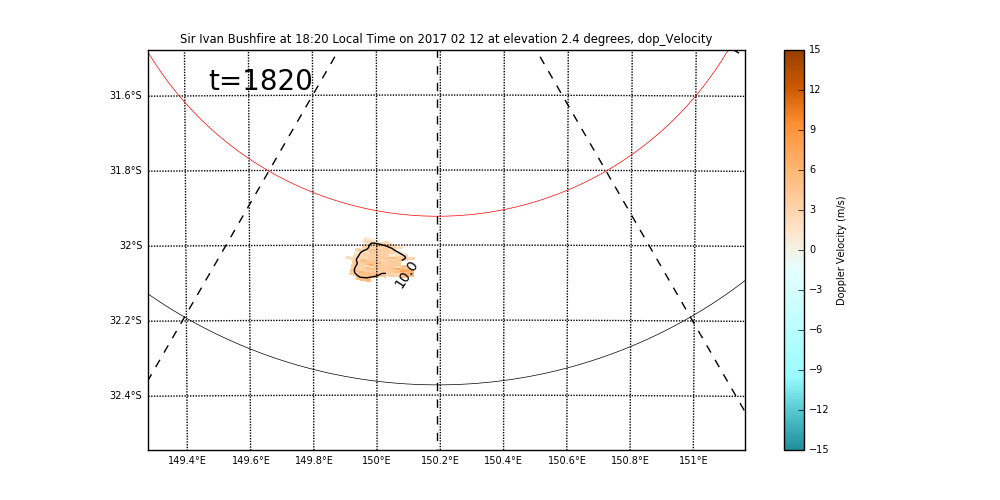 Sir Ivan Bushfire at 18:20 Local Time on 2017 02 12 at elevation 2.4 degrees, dop_Velocity
t=1820
31.6°S
31.8°S
32°S
32.2°S
32.4°S
10.0
149.4°E 149.6°E 149.8°E 150°E 150.2°E 150.4°E 150.6°E 150.8°E 151°E
15
12
9
6
3
0
−3
−6
−9
−12
−15
Doppler Velocity (m/s)